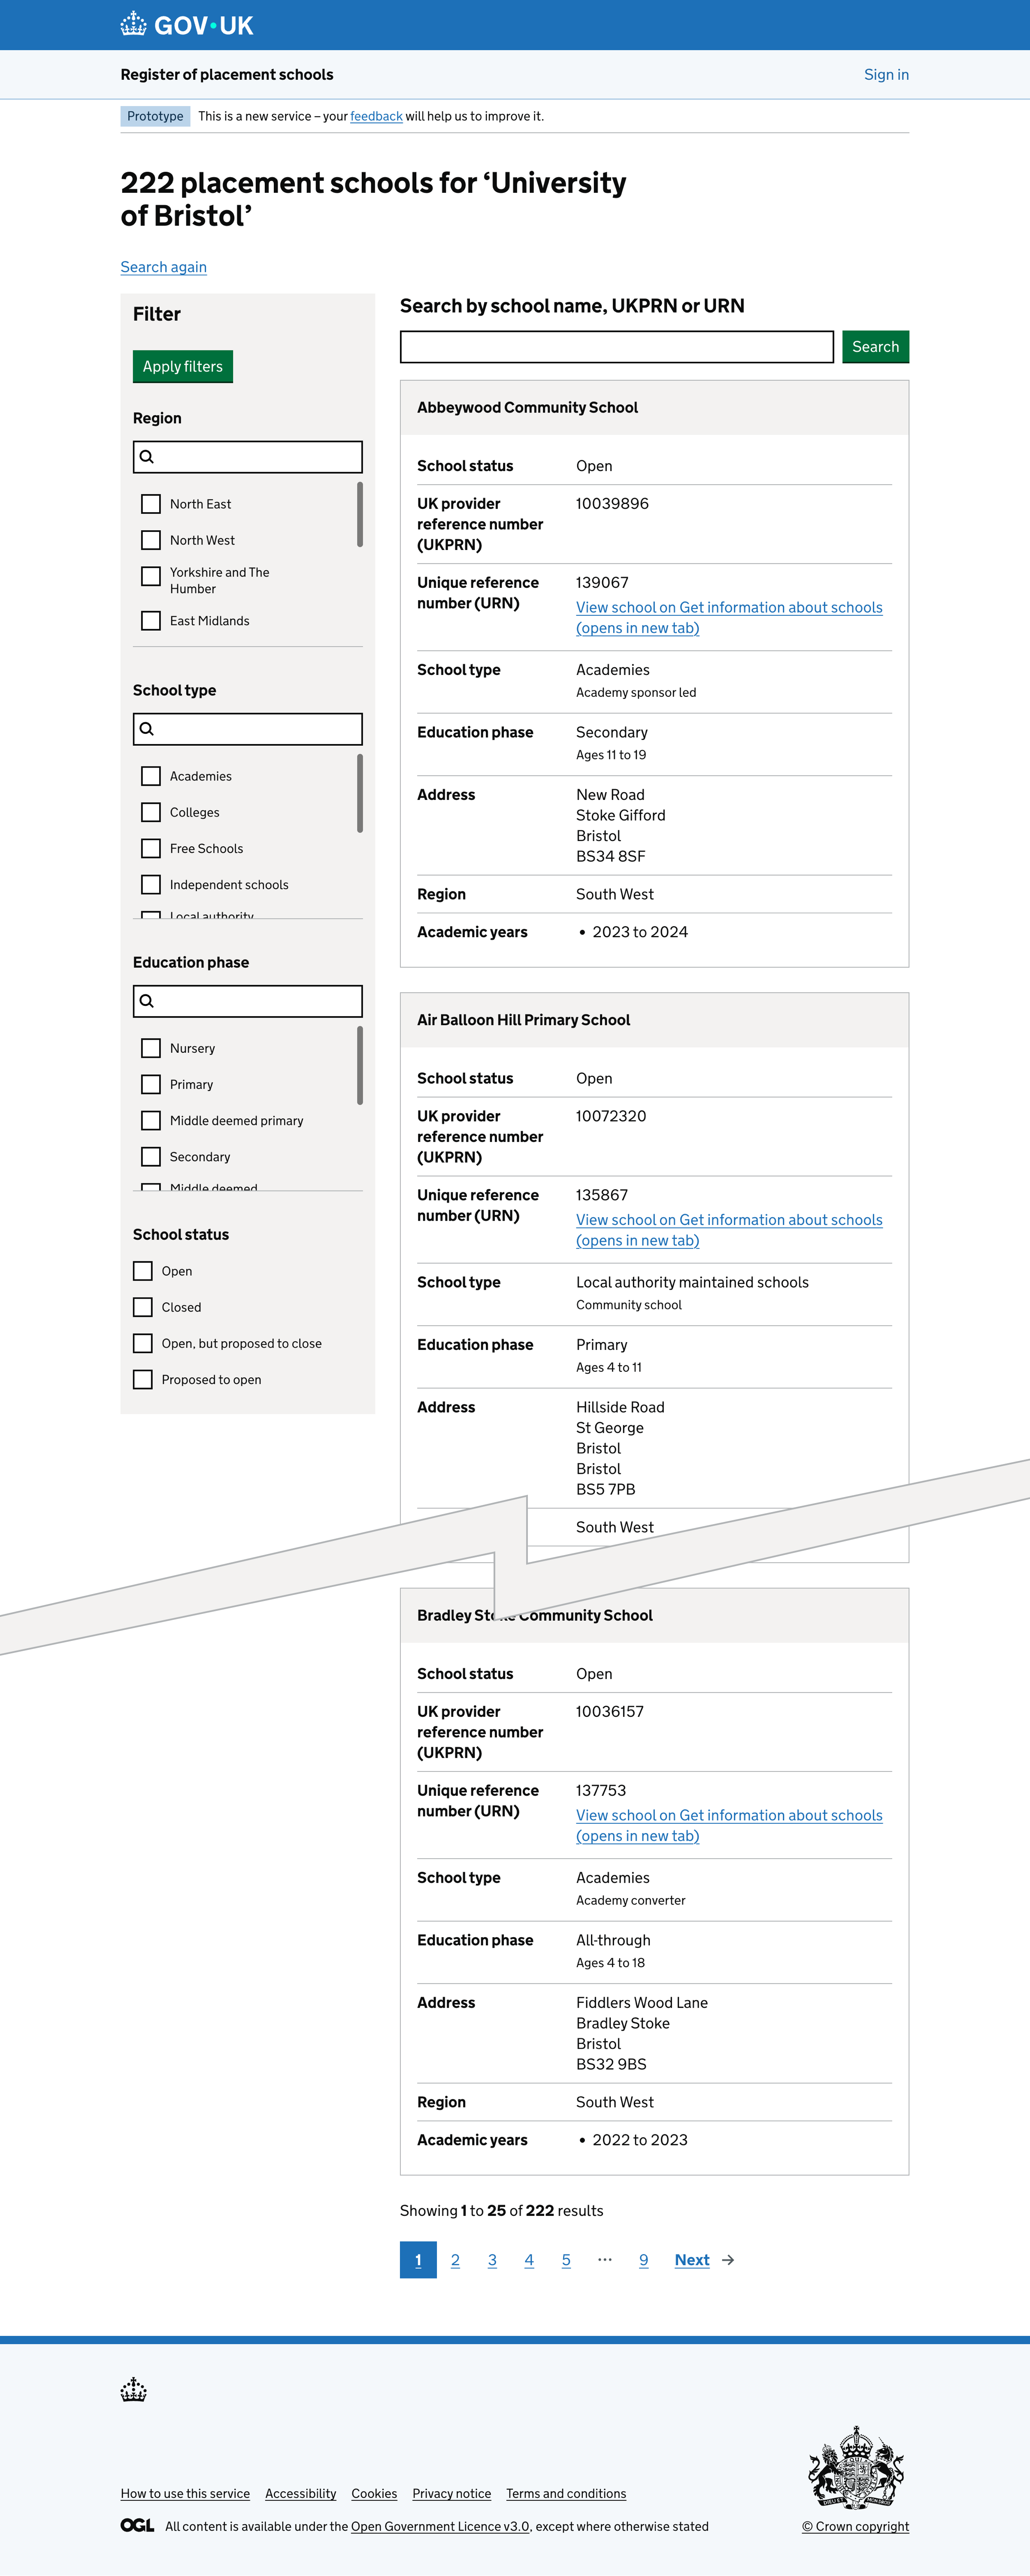 GOV·UK
Register of placement schools
Sign in
Prototype
This is a new service – your feedback will help us to improve it.
222 placement schools for ‘University
of Bristol’
Search again
Filter
Apply filters
Region
North East
North West
Yorkshire and The
Humber
East Midlands
School type
Academies
Colleges
Free Schools
Independent schools
Local authority
Education phase
Nursery
Primary
Middle deemed primary
Secondary
Middle deemed
School status
Open
Closed
Open, but proposed to close
Proposed to open
Search by school name, UKPRN or URN
Search
Abbeywood Community School
School status
Open
UK provider
reference number
(UKPRN)
10039896
Unique reference
number (URN)
139067
View school on Get information about schools
(opens in new tab)
School type
Academies
Academy sponsor led
Education phase
Secondary
Ages 11 to 19
Address
New Road
Stoke Gifford
Bristol
BS34 8SF
Region
South West
Academic years
• 2023 to 2024
Air Balloon Hill Primary School
School status
Open
UK provider
reference number
(UKPRN)
10072320
Unique reference
number (URN)
135867
View school on Get information about schools
(opens in new tab)
School type
Local authority maintained schools
Community school
Education phase
Primary
Ages 4 to 11
Address
Hillside Road
St George
Bristol
Bristol
BS5 7PB
South West
Bradley Stoke Community School
School status
Open
UK provider
reference number
(UKPRN)
10036157
Unique reference
number (URN)
137753
View school on Get information about schools
(opens in new tab)
School type
Academies
Academy converter
Education phase
All-through
Ages 4 to 18
Address
Fiddlers Wood Lane
Bradley Stoke
Bristol
BS32 9BS
Region
South West
Academic years
• 2022 to 2023
Showing 1 to 25 of 222 results
1 2 3 4 5 ⋯ 9 Next →
How to use this service Accessibility Cookies Privacy notice Terms and conditions
OGL All content is available under the Open Government Licence v3.0, except where otherwise stated
© Crown copyright